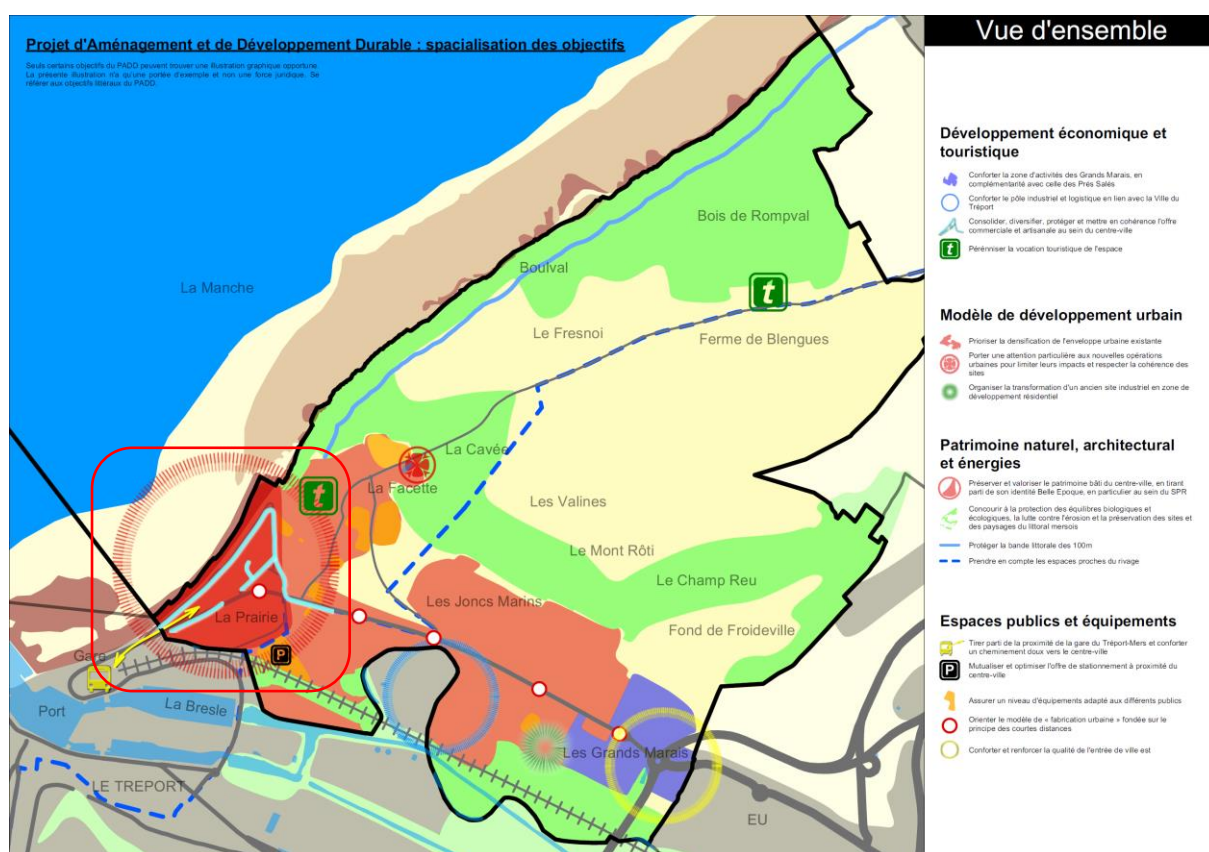 Projet d'Aménagement et de Développement Durable : spacialisation des objectifs
Seuls certains objectifs du PADD peuvent trouver une illustration graphique opportune.
La présente illustration n'a qu'une portée d'exemple et non une force juridique. Se
référer aux objectifs littéraux du PADD.
La Manche
Bois de Rompval
Boulval
t
Le Fresnoi
Ferme de Blengues
La Cavée
t
La Facette
Les Valines
Le Mont Rôti
Le Champ Reu
Les Joncs Marins
La Prairie
Fond de Froideville
Gare
P
Port
La Bresle
Les Grands Marais
LE TREPORT
EU
Vue d'ensemble
Développement économique et
touristique
Conforter la zone d'activités des Grands Marais, en
complémentarité avec celle des Prés Salés
Conforter le pôle industriel et logistique en lien avec la Ville du
Tréport
Consolider, diversifier, protéger et mettre en cohérence l'offre
commerciale et artisanale au sein du centre-ville
t
Pérénniser la vocation touristique de l'espace
Modèle de développement urbain
Prioriser la densification de l'enveloppe urbaine existante
Porter une attention particulière aux nouvelles opérations
urbaines pour limiter leurs impacts et respecter la cohérence des
sites
Organiser la transformation d'un ancien site industriel en zone de
développement résidentiel
Patrimoine naturel, architectural
et énergies
Préserver et valoriser le patrimoine bâti du centre-ville, en tirant
parti de son identité Belle Epoque, en particulier au sein du SPR
Concourir à la protection des équilibres biologiques et
écologiques, la lutte contre l'érosion et la préservation des sites et
des paysages du littoral mersois
Protéger la bande littorale des 100m
Prendre en compte les espaces proches du rivage
Espaces publics et équipements
Tirer parti de la proximité de la gare du Tréport-Mers et conforter
un cheminement doux vers le centre-ville
P
Mutualiser et optimiser l'offre de stationnement à proximité du
centre-ville
Assurer un niveau d'équipements adapté aux différents publics
Orienter le modèle de « fabrication urbaine » fondée sur le
principe des courtes distances
Conforter et renforcer la qualité de l'entrée de ville est